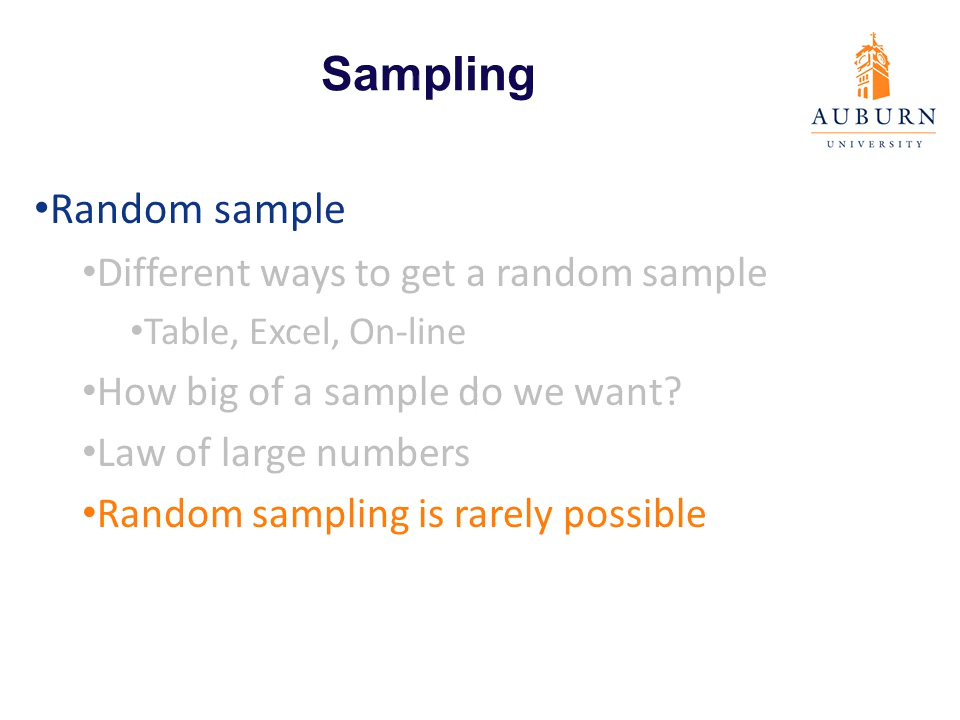 Sampling
AUBURN
UNIVERSITY
•Random sample
•Different ways to get a random sample
•Table, Excel, On-line
•How big of a sample do we want?
•Law of large numbers
•Random sampling is rarely possible